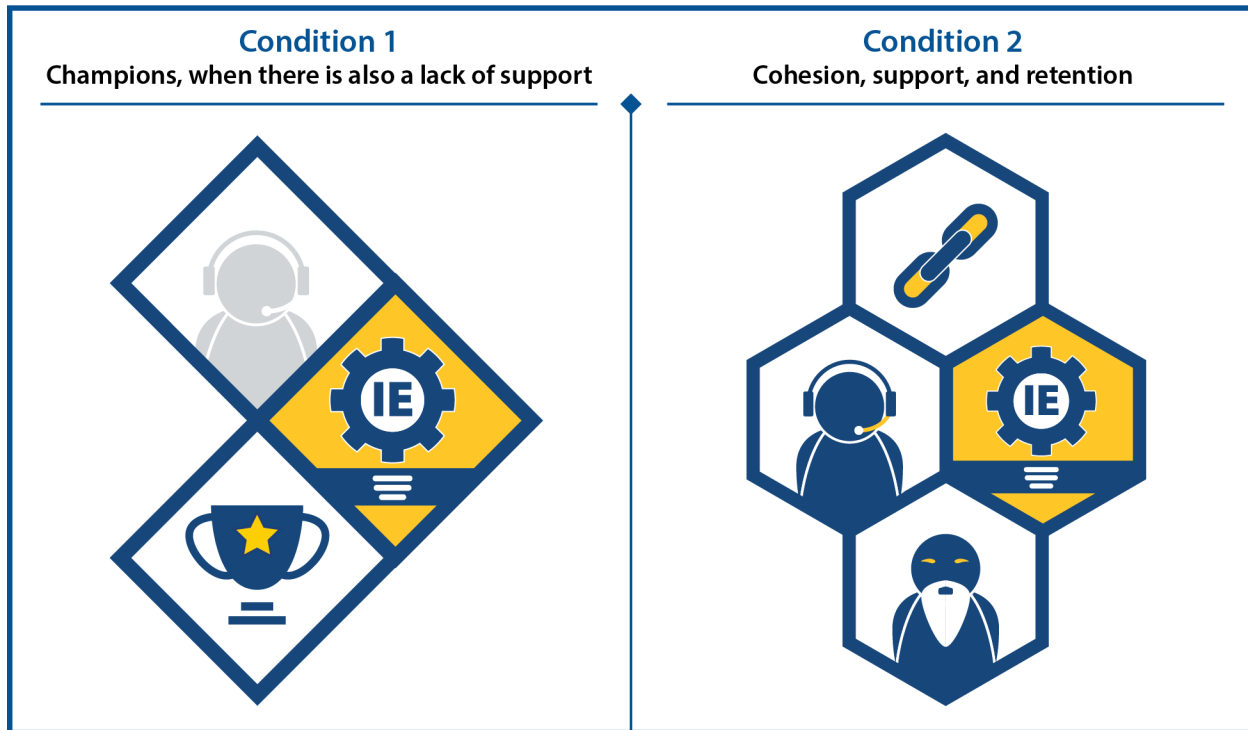 Condition 1
Champions, when there is also a lack of support
Condition 2
Cohesion, support, and retention
IE
IE